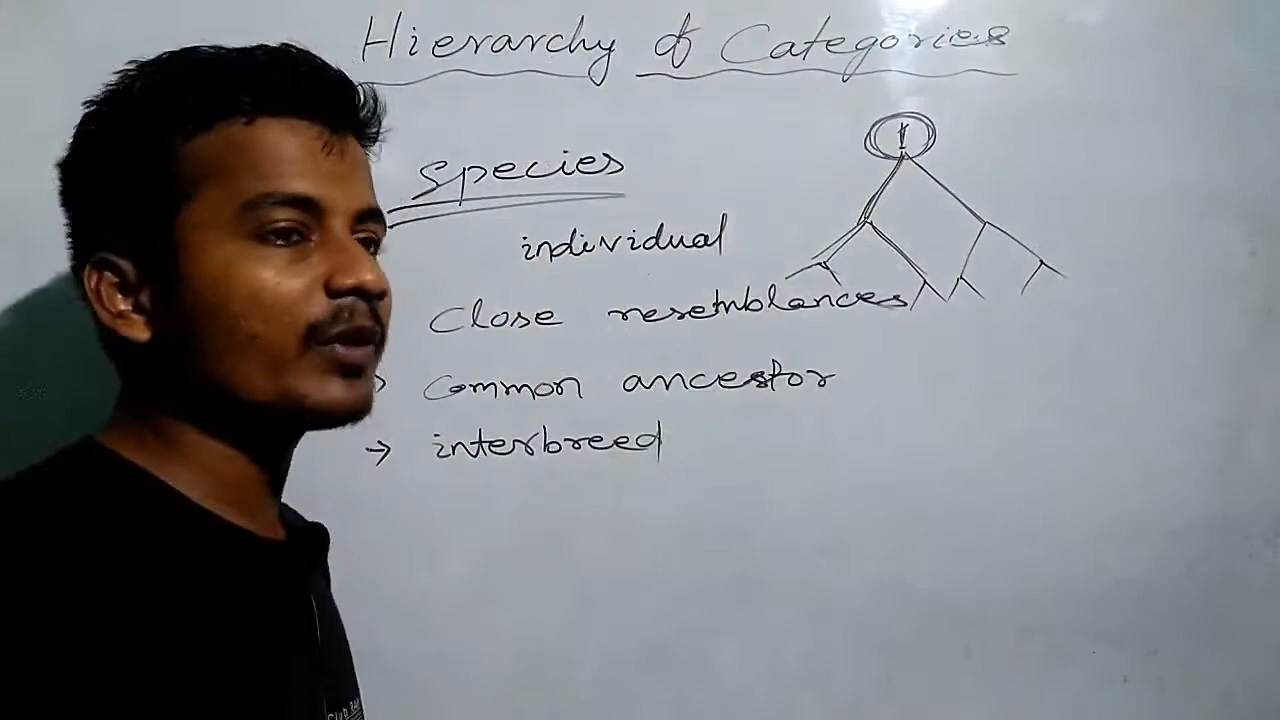 Hierarchy of Categories
Species
individual
Close resemblances
Common ancestor
→ interbreed